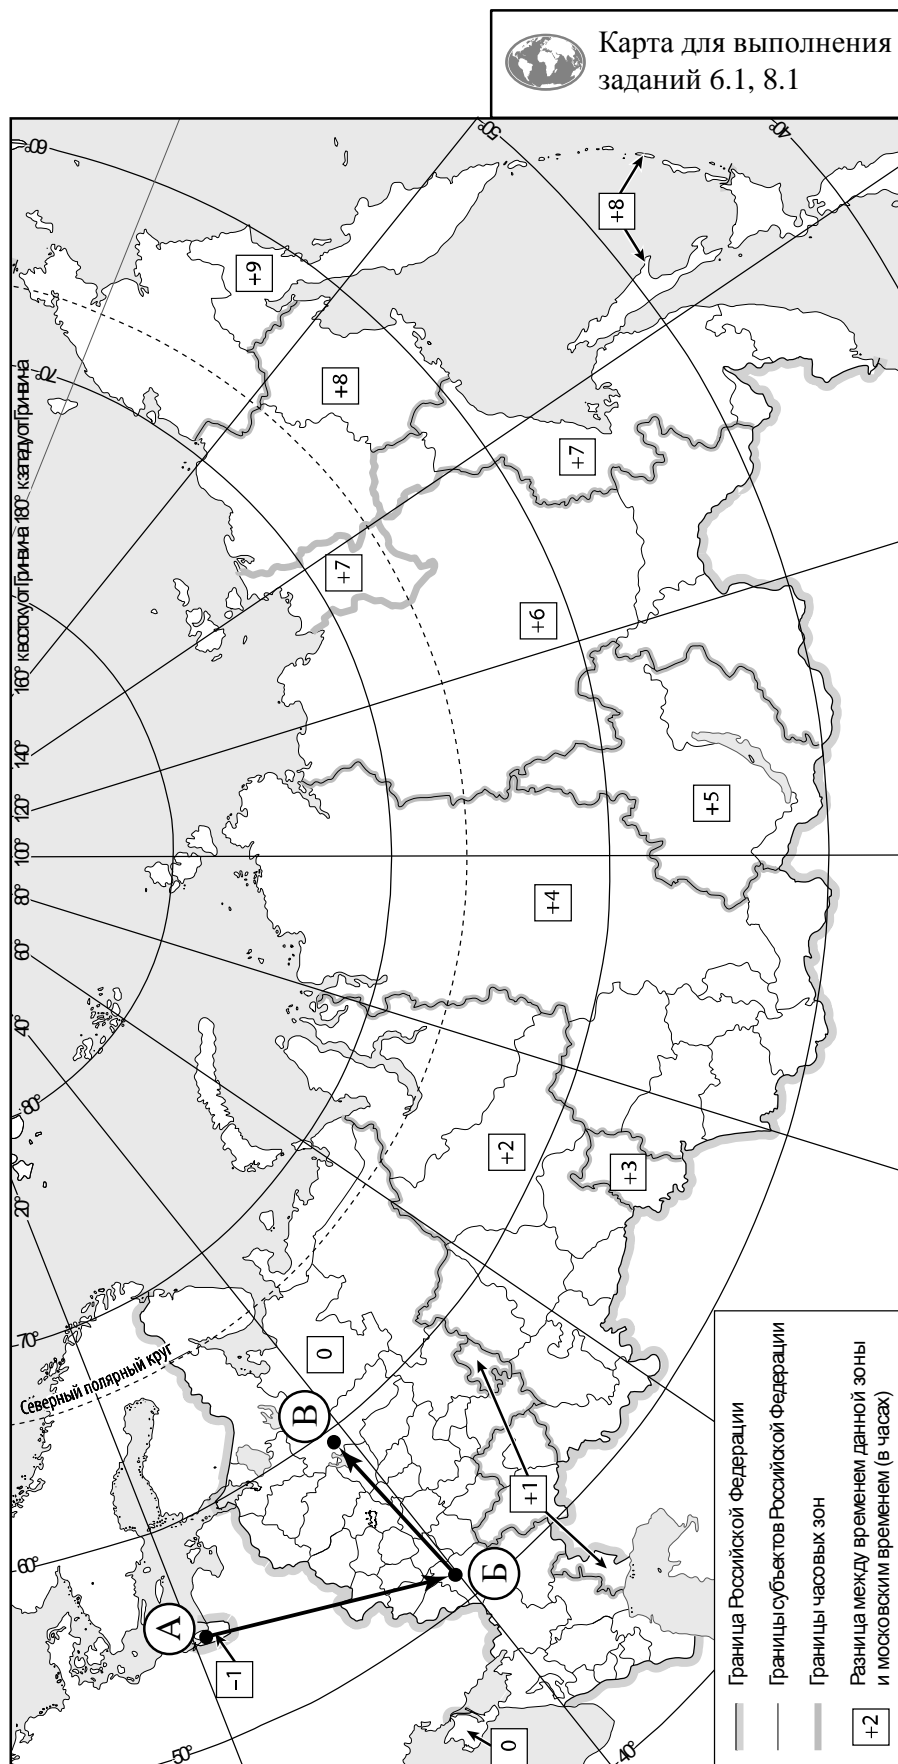 Карта для выполнения
заданий 6.1, 8.1
60°
50°
40°
70°
160° к востоку от Гринвича 180° к западу от Гринвича
140°
120°
100°
80°
60°
40°
80°
20°
70°
Северный полярный круг
60°
50°
40°
+9
+8
+8
+7
+7
+6
+5
+4
+3
+2
+1
0
0
−1
А
Б
В
Граница Российской Федерации
Границы субъектов Российской Федерации
Границы часовых зон
+2
Разница между временем данной зоны
и московским временем (в часах)